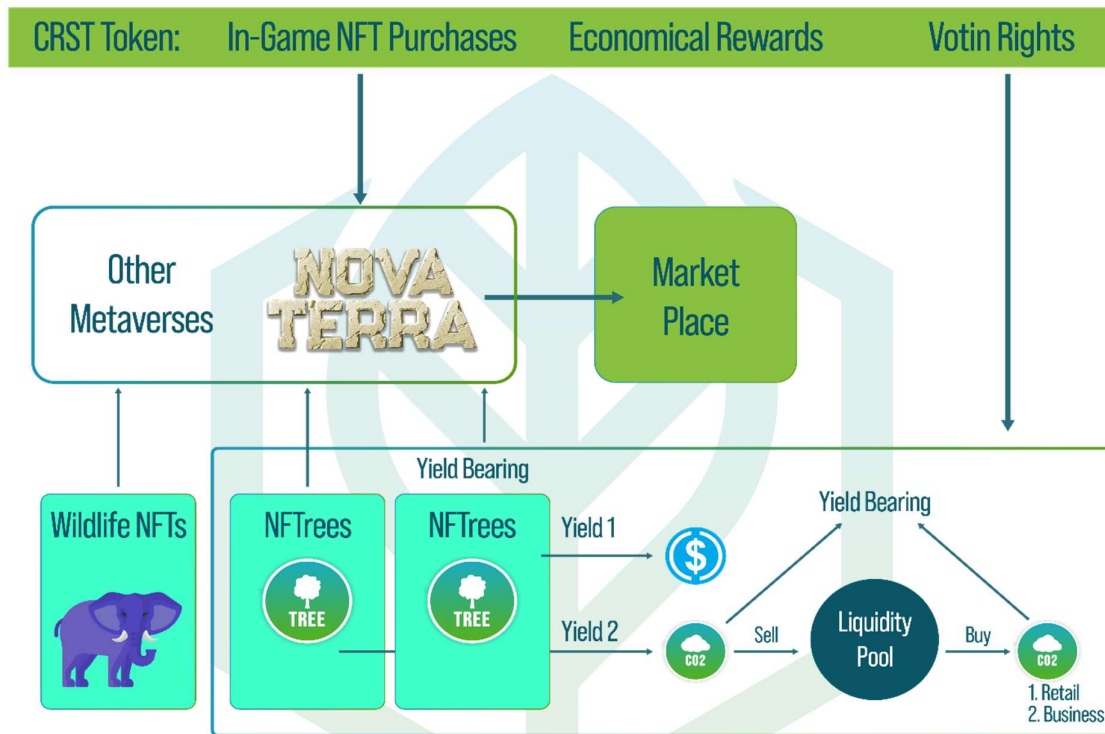 CRST Token: In-Game NFT Purchases Economical Rewards Votin Rights
Other
Metaverses
NOVA
TERRA
Market
Place
Yield Bearing
Wildlife NFTs
NFTrees
TREE
NFTrees
TREE
Yield 1
$
Yield 2
CO2
Sell
Yield Bearing
Liquidity
Pool
Buy
CO2
1. Retail
2. Business